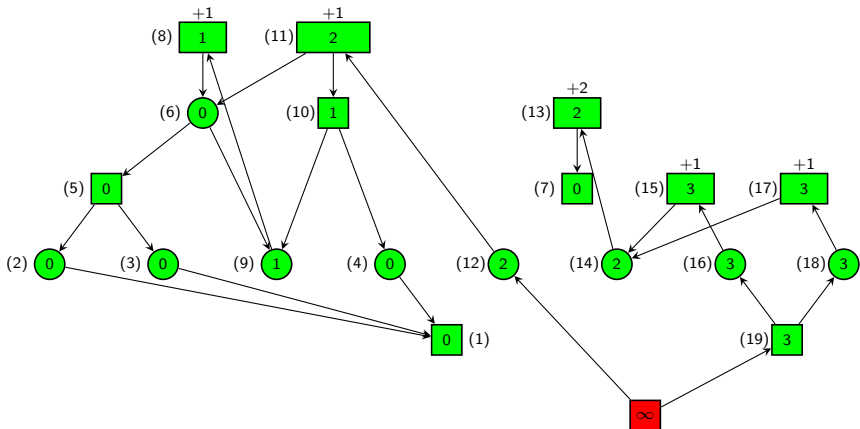 +1 +1
(8) 1 (11) 2
+2
(6) 0 (10) 1 (13) 2
+1 +1
(5) 0 (7) 0 (15) 3 (17) 3
(2) 0 (3) 0 (9) 1 (4) 0 (12) 2 (14) 2 (16) 3 (18) 3
0 (1) (19) 3
∞